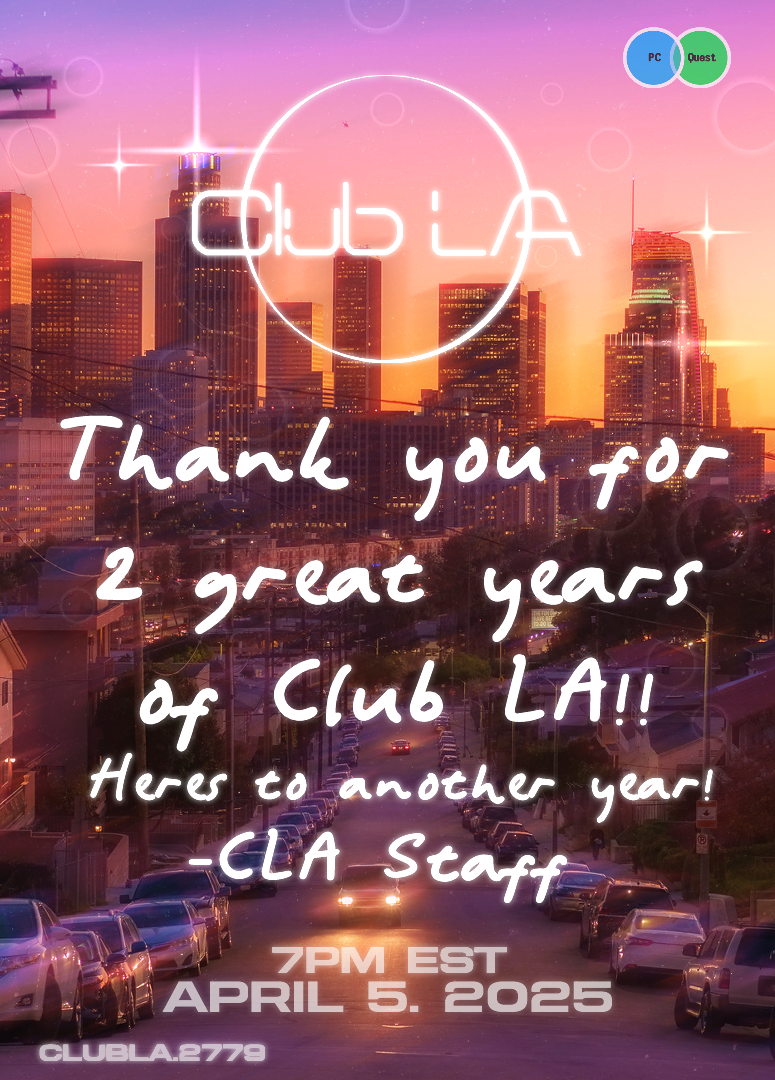 PC Quest
Club LA
Thank you for
2 great years
of Club LA!!
Heres to another year!
-CLA Staff
7PM EST
APRIL 5. 2025
CLUBLA.2779